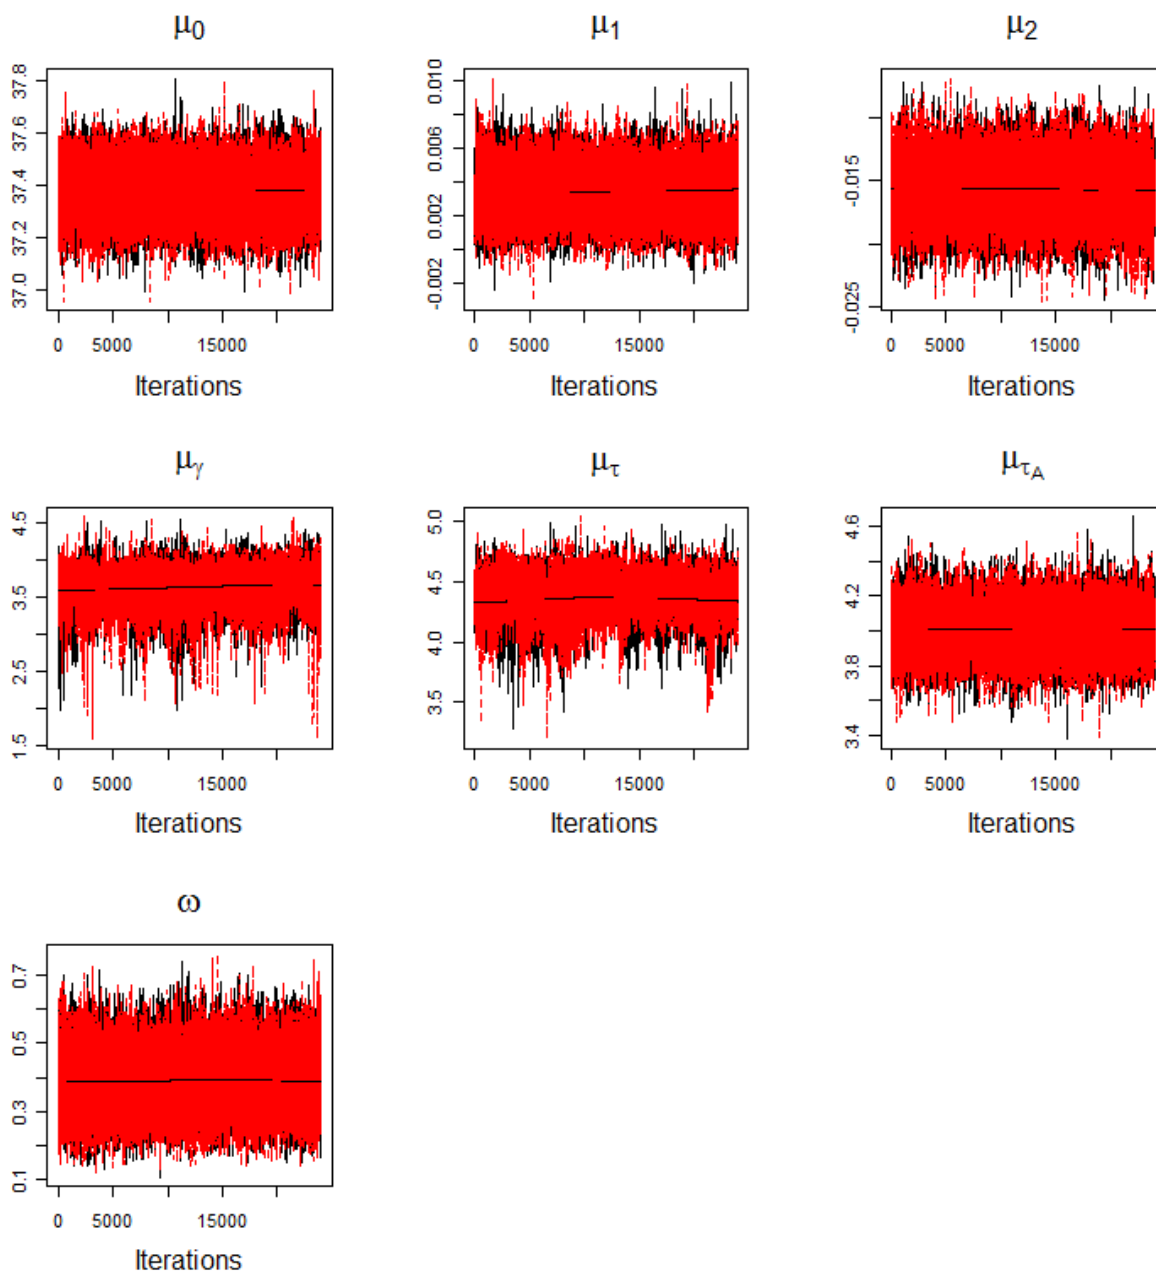 μ0 μ1 μ2
37.0 37.2 37.4 37.6 37.8
-0.002 0.002 0.006 0.010
-0.025 -0.015
0 5000 15000 0 5000 15000 0 5000 15000
Iterations Iterations Iterations
μγ μτ μτA
1.5 2.5 3.5 4.5
3.5 4.0 4.5 5.0
3.4 3.8 4.2 4.6
0 5000 15000 0 5000 15000 0 5000 15000
Iterations Iterations Iterations
ω
0.1 0.3 0.5 0.7
0 5000 15000
Iterations